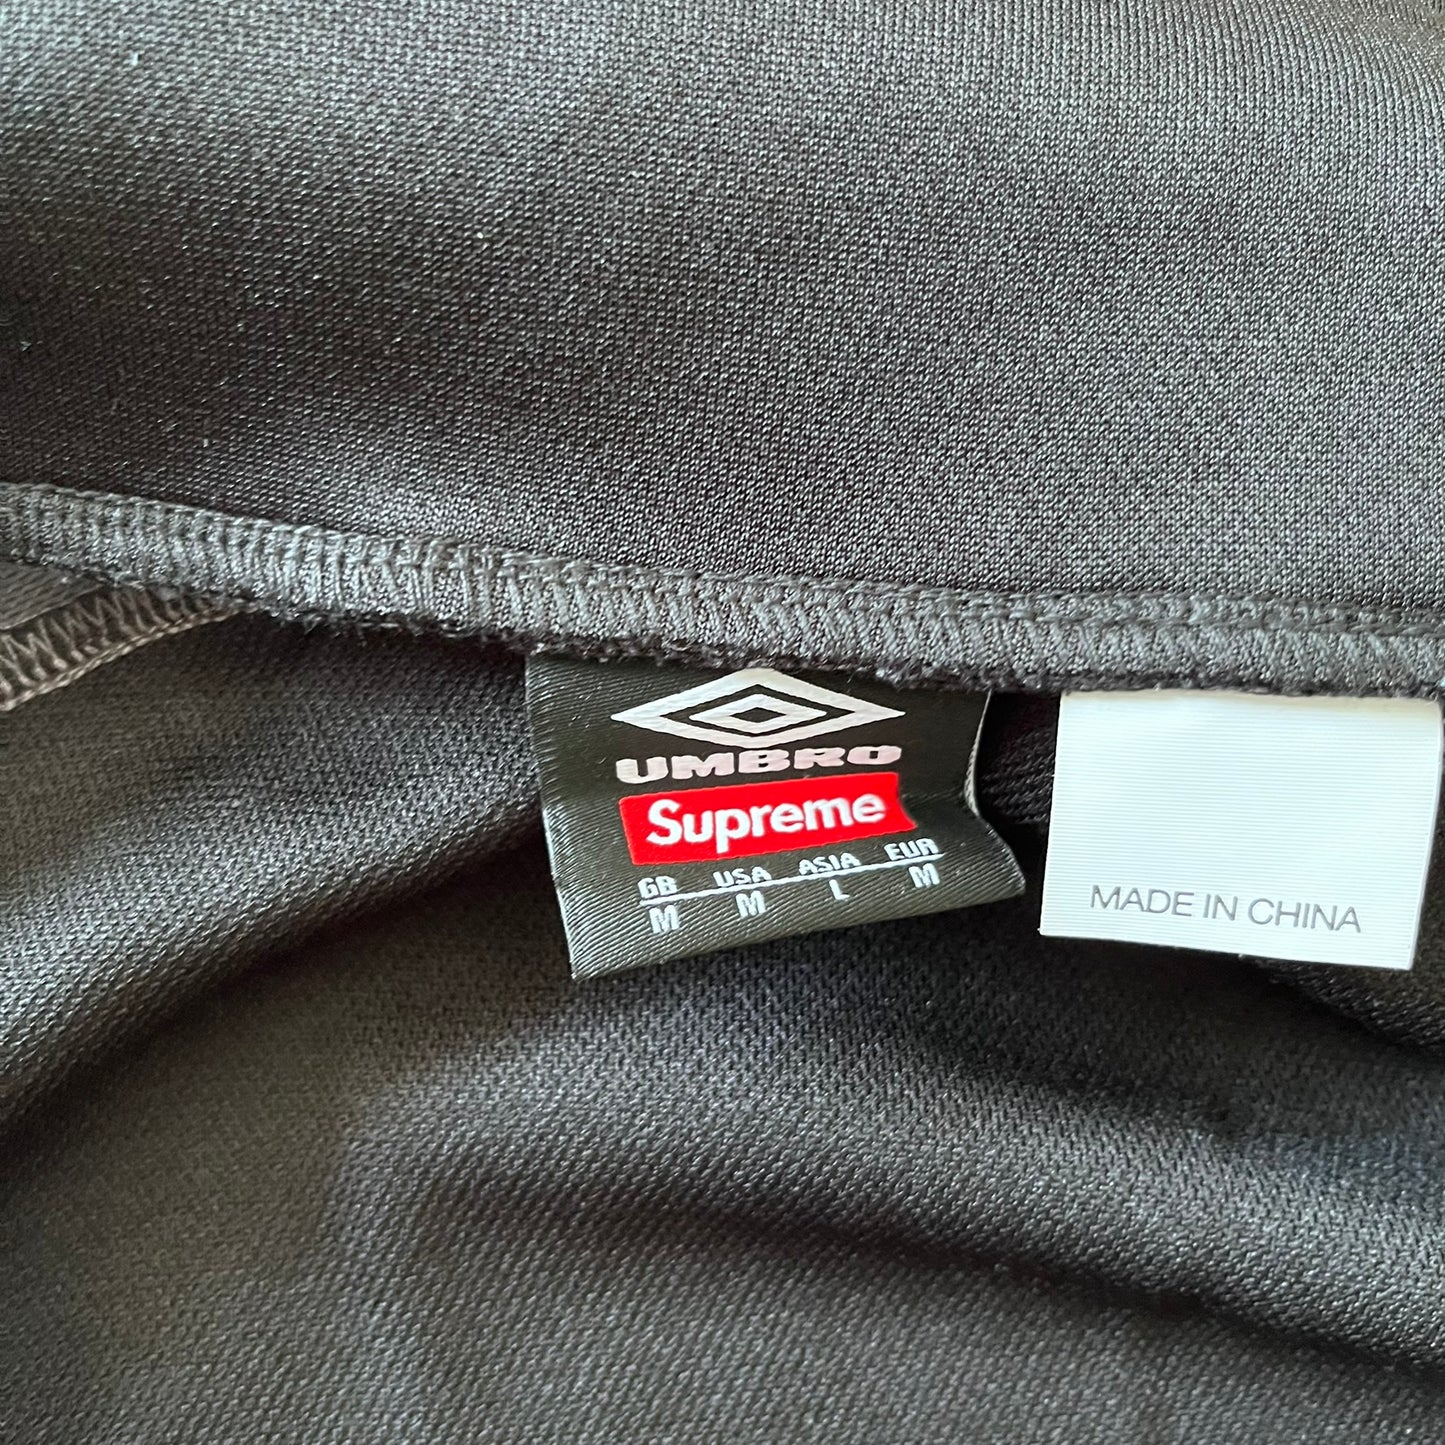 UMBRO
Supreme
GB USA ASIA EUR
M M L M
MADE IN CHINA